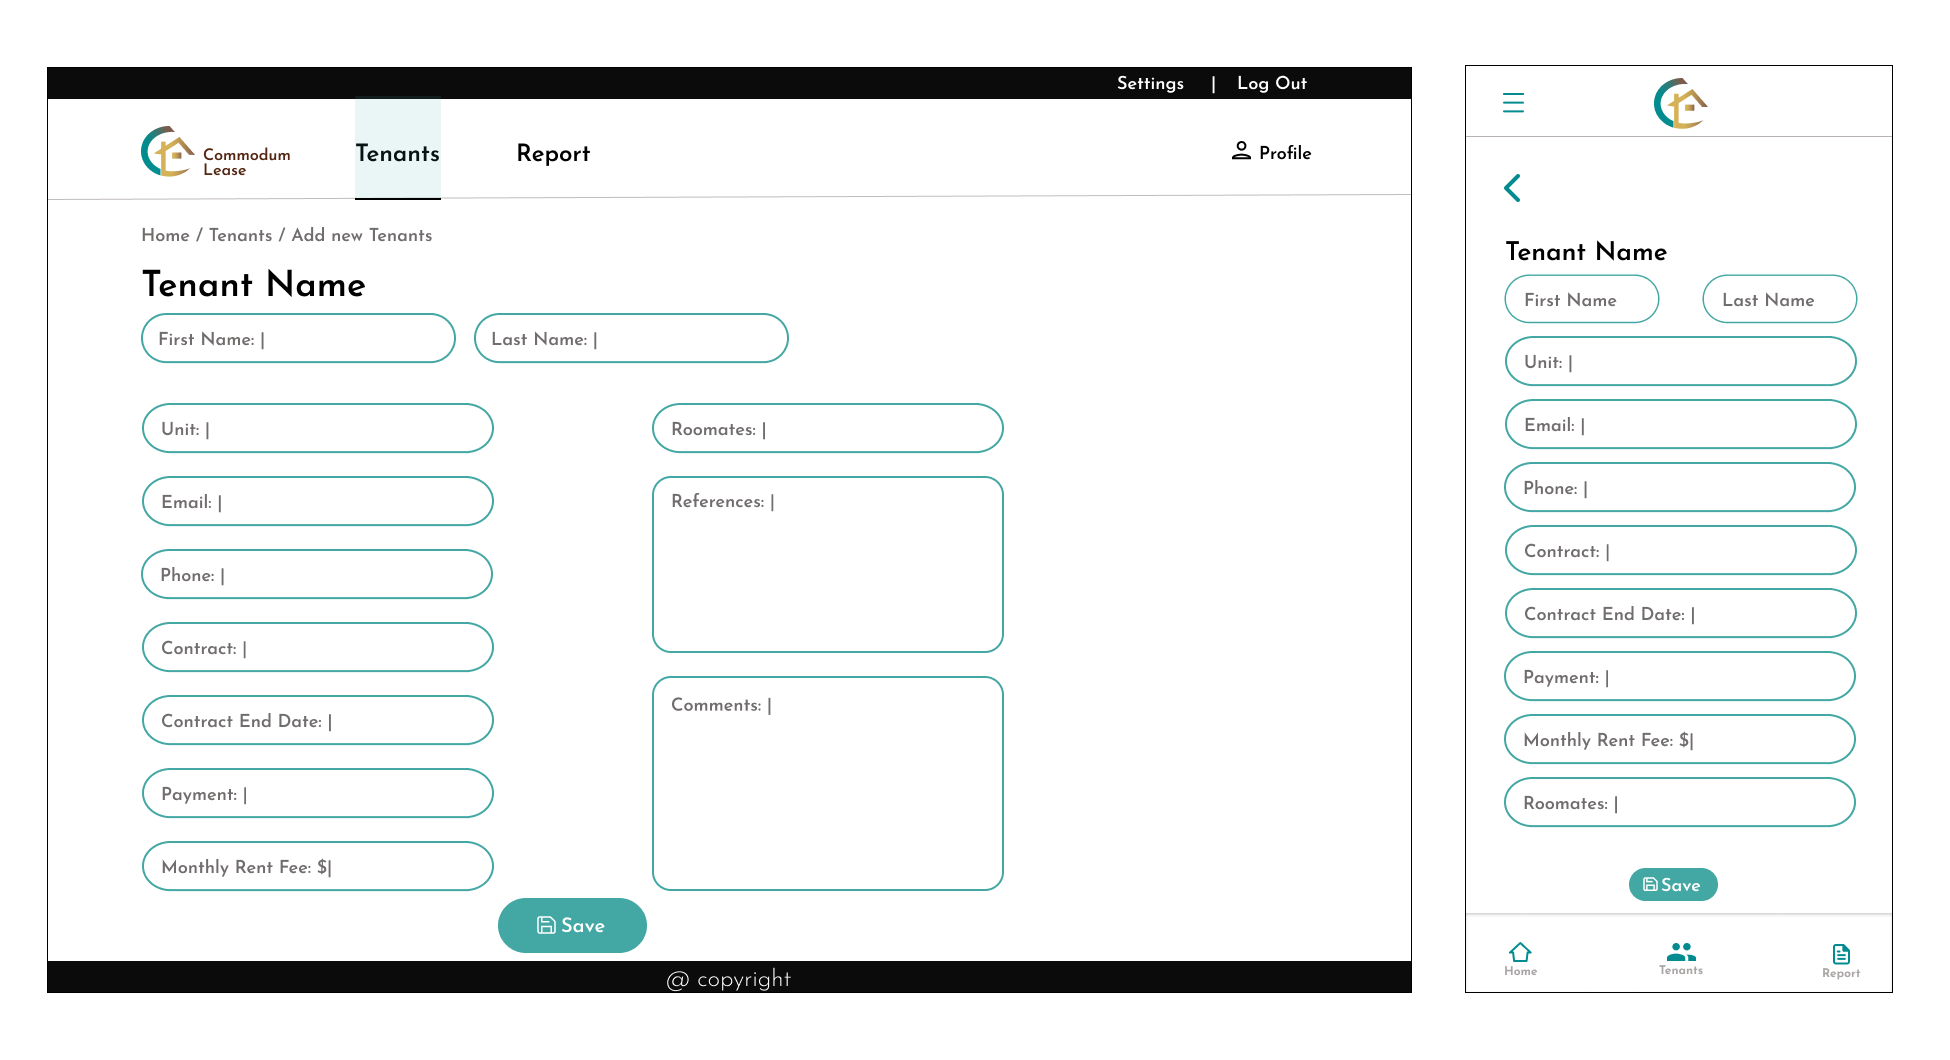 Settings | Log Out
Commodum
Lease
Tenants
Report
Profile
Home / Tenants / Add new Tenants
Tenant Name
First Name: |
Last Name: |
Unit: |
Email: |
Phone: |
Contract: |
Contract End Date: |
Payment: |
Monthly Rent Fee: $|
Roomates: |
References: |
Comments: |
Save
@ copyright
Tenant Name
First Name
Last Name
Unit: |
Email: |
Phone: |
Contract: |
Contract End Date: |
Payment: |
Monthly Rent Fee: $|
Roomates: |
Save
Home
Tenants
Report